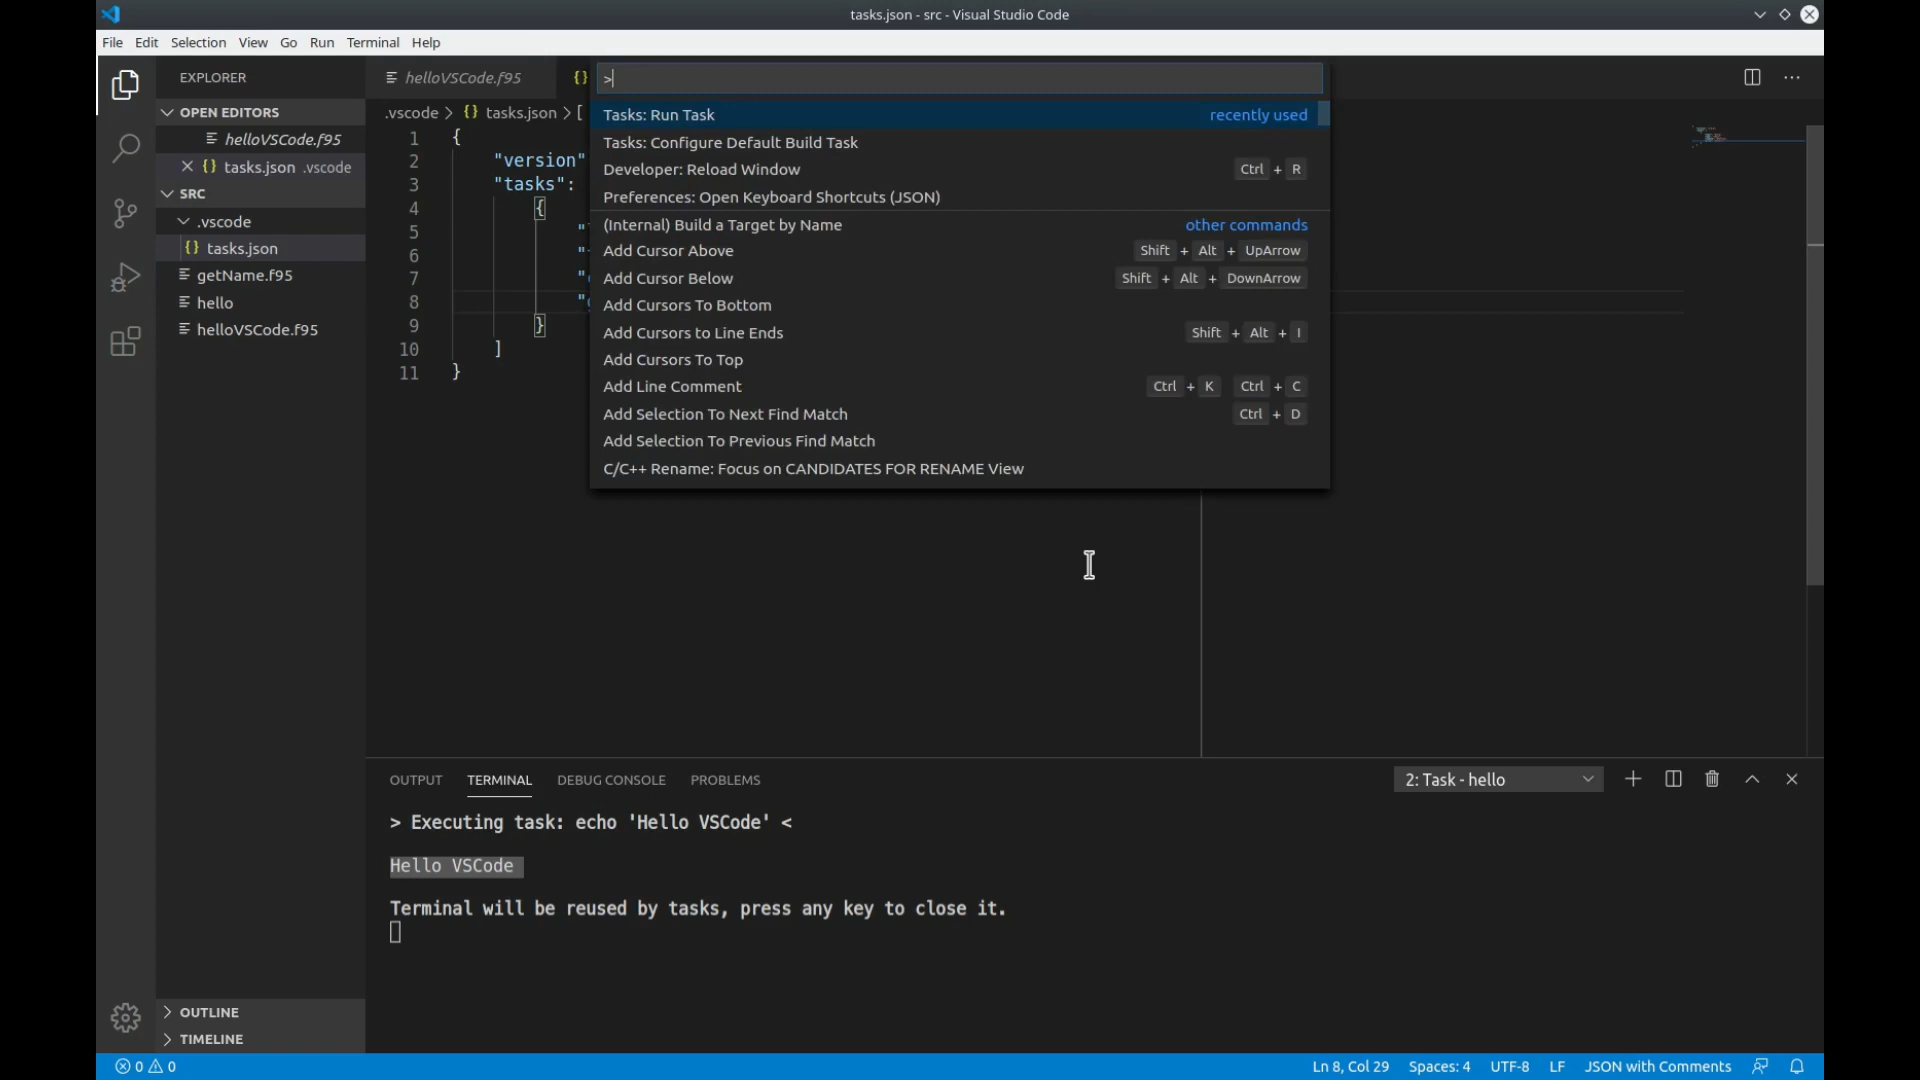 tasks.json - src - Visual Studio Code
File Edit Selection View Go Run Terminal Help
EXPLORER
OPEN EDITORS
helloVSCode.f95
tasks.json .vscode
SRC
.vscode
{} tasks.json
getName.f95
hello
helloVSCode.f95
OUTLINE
TIMELINE
helloVSCode.f95 {}
.vscode > {} tasks.json > [
1 {
2 "version"
3 "tasks":
4 {
5 "
6 "
7 "
8 "
9 }
10 ]
11 }
>
Tasks: Run Task recently used
Tasks: Configure Default Build Task
Developer: Reload Window Ctrl + R
Preferences: Open Keyboard Shortcuts (JSON)
(Internal) Build a Target by Name other commands
Add Cursor Above Shift + Alt + UpArrow
Add Cursor Below Shift + Alt + DownArrow
Add Cursors To Bottom
Add Cursors to Line Ends Shift + Alt + I
Add Cursors To Top
Add Line Comment Ctrl + K Ctrl + C
Add Selection To Next Find Match Ctrl + D
Add Selection To Previous Find Match
C/C++ Rename: Focus on CANDIDATES FOR RENAME View
OUTPUT TERMINAL DEBUG CONSOLE PROBLEMS 2: Task - hello
> Executing task: echo 'Hello VSCode' <
Hello VSCode
Terminal will be reused by tasks, press any key to close it.
0 0 Ln 8, Col 29 Spaces: 4 UTF-8 LF JSON with Comments